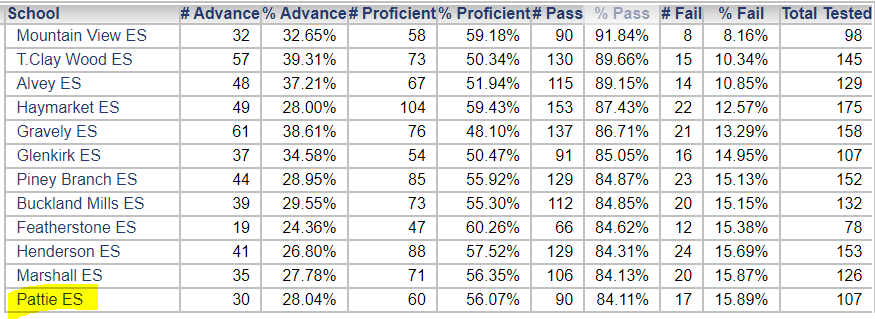 School # Advance % Advance # Proficient % Proficient # Pass % Pass # Fail % Fail Total Tested
Mountain View ES 32 32.65% 58 59.18% 90 91.84% 8 8.16% 98
T.Clay Wood ES 57 39.31% 73 50.34% 130 89.66% 15 10.34% 145
Alvey ES 48 37.21% 67 51.94% 115 89.15% 14 10.85% 129
Haymarket ES 49 28.00% 104 59.43% 153 87.43% 22 12.57% 175
Gravely ES 61 38.61% 76 48.10% 137 86.71% 21 13.29% 158
Glenkirk ES 37 34.58% 54 50.47% 91 85.05% 16 14.95% 107
Piney Branch ES 44 28.95% 85 55.92% 129 84.87% 23 15.13% 152
Buckland Mills ES 39 29.55% 73 55.30% 112 84.85% 20 15.15% 132
Featherstone ES 19 24.36% 47 60.26% 66 84.62% 12 15.38% 78
Henderson ES 41 26.80% 88 57.52% 129 84.31% 24 15.69% 153
Marshall ES 35 27.78% 71 56.35% 106 84.13% 20 15.87% 126
Pattie ES 30 28.04% 60 56.07% 90 84.11% 17 15.89% 107